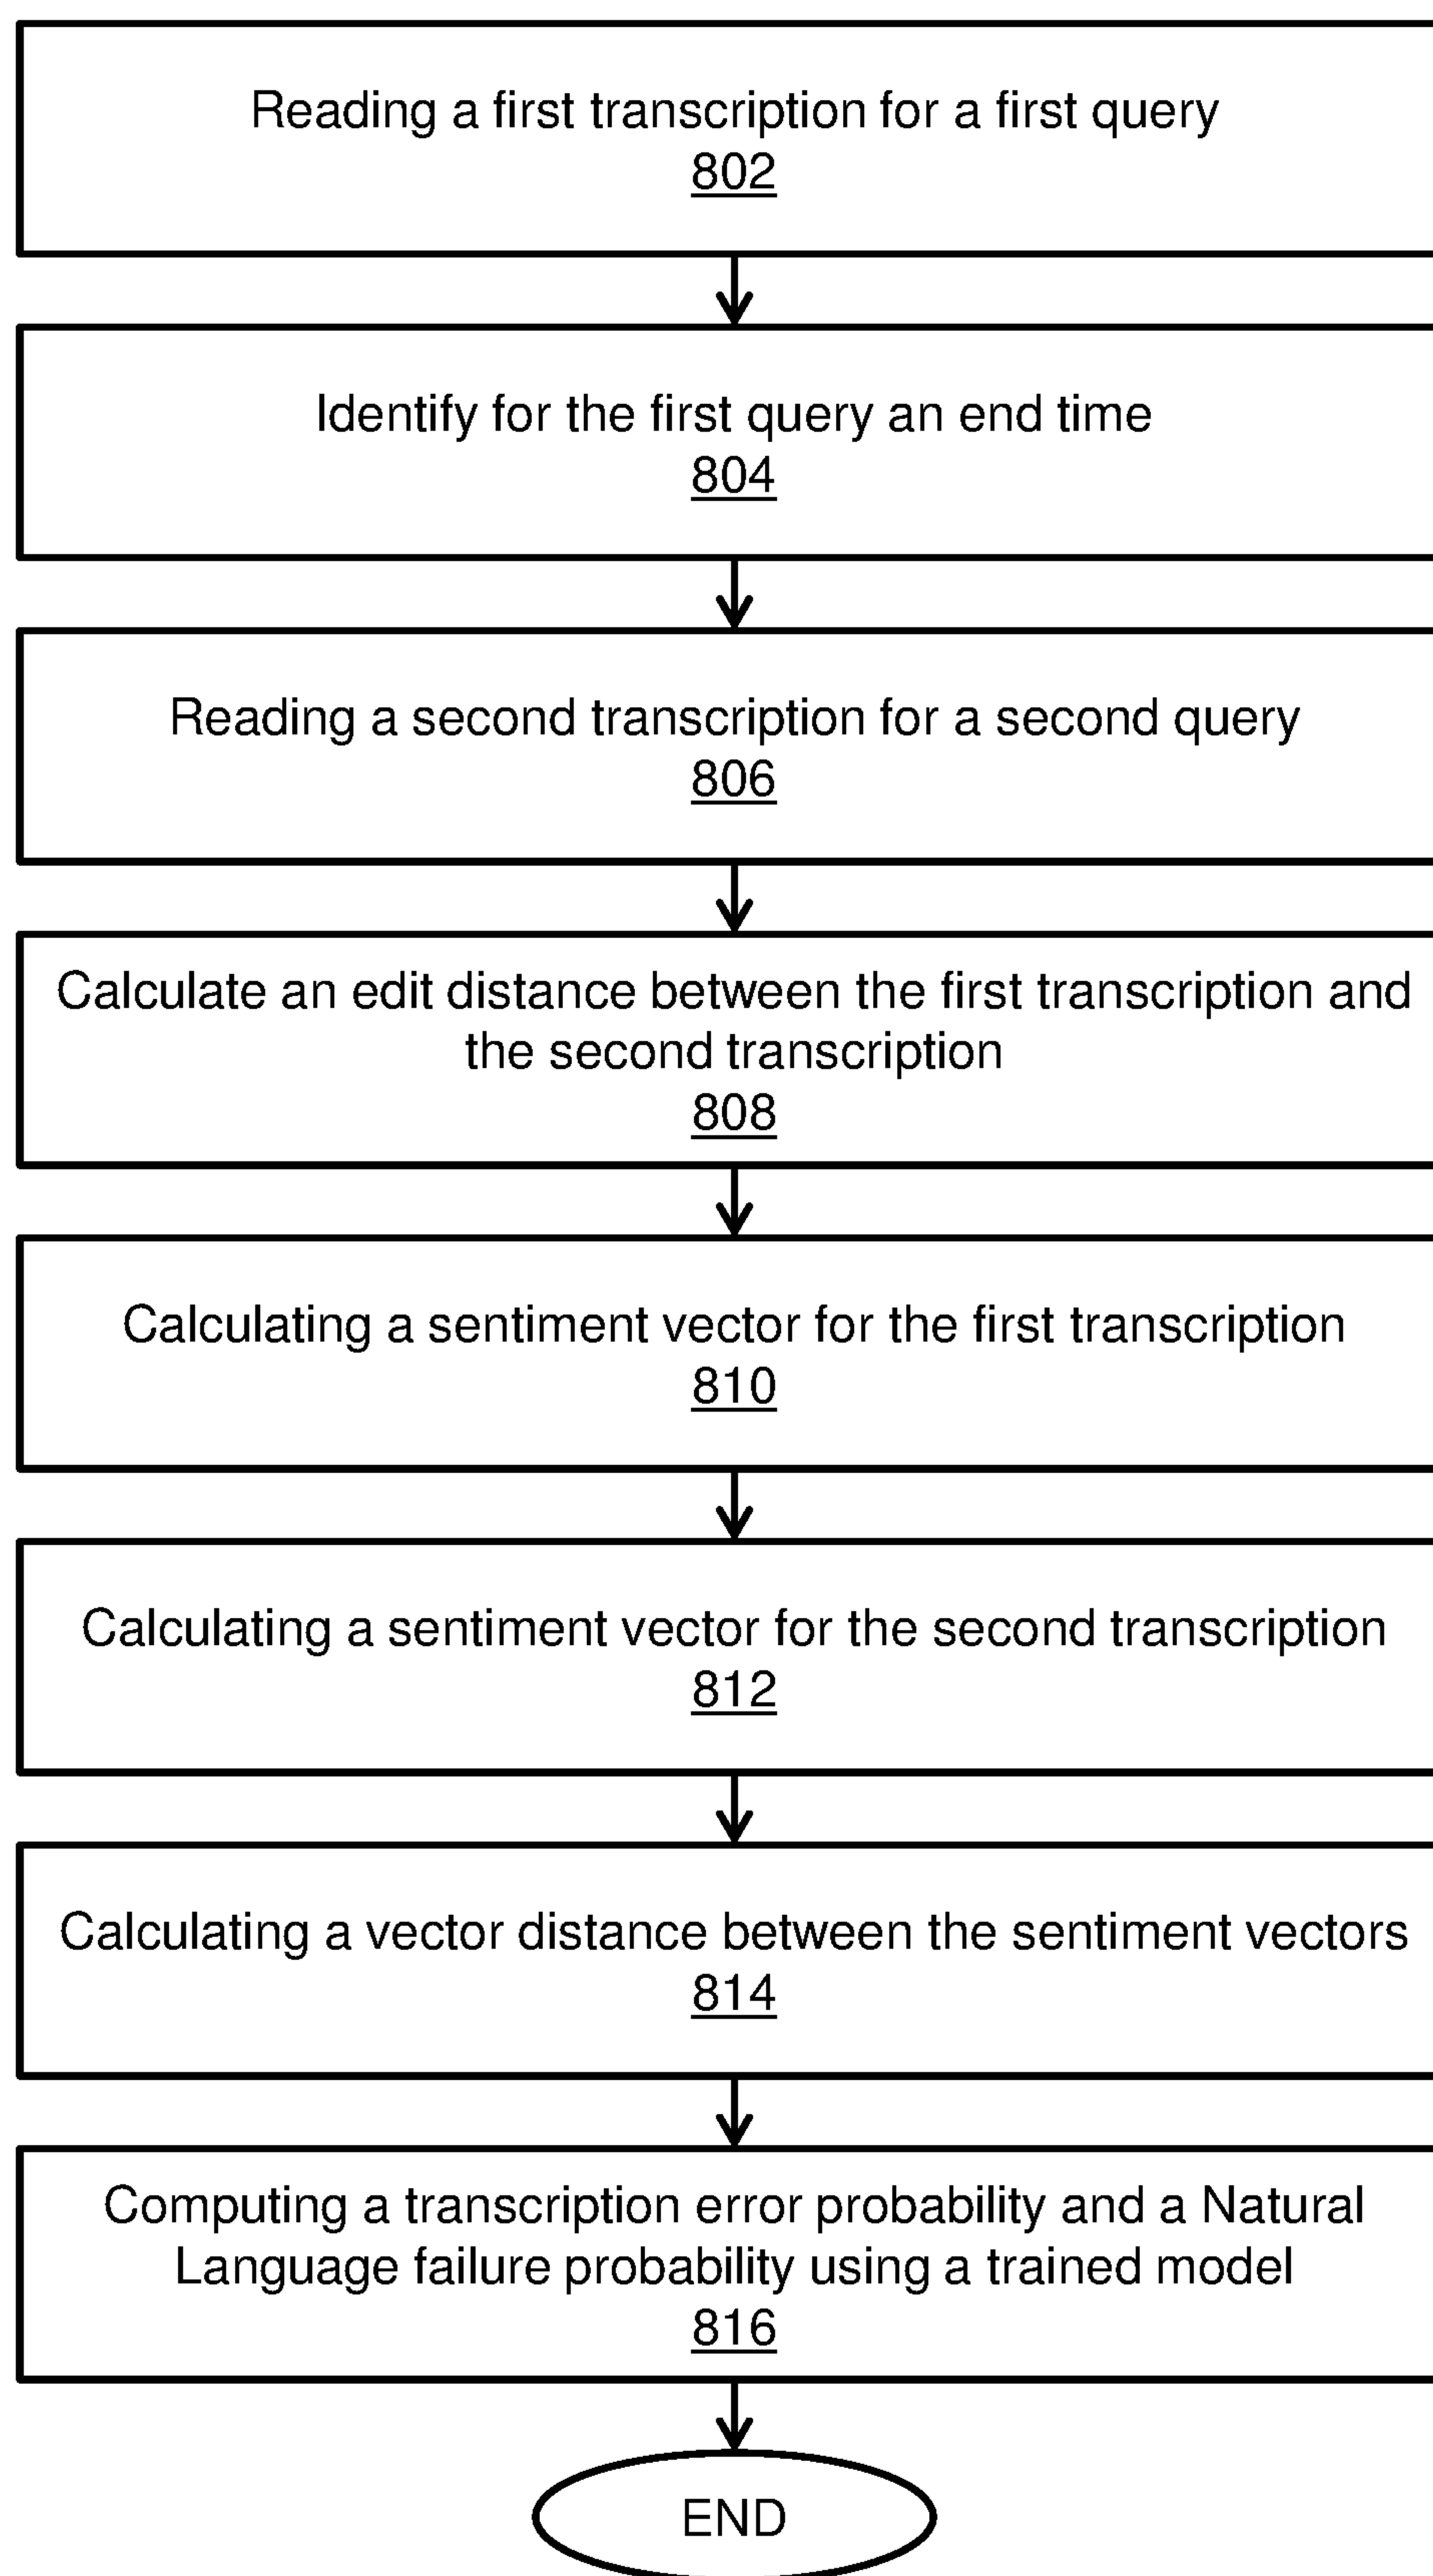 Reading a first transcription for a first query
802
Identify for the first query an end time
804
Reading a second transcription for a second query
806
Calculate an edit distance between the first transcription and
the second transcription
808
Calculating a sentiment vector for the first transcription
810
Calculating a sentiment vector for the second transcription
812
Calculating a vector distance between the sentiment vectors
814
Computing a transcription error probability and a Natural
Language failure probability using a trained model
816
END